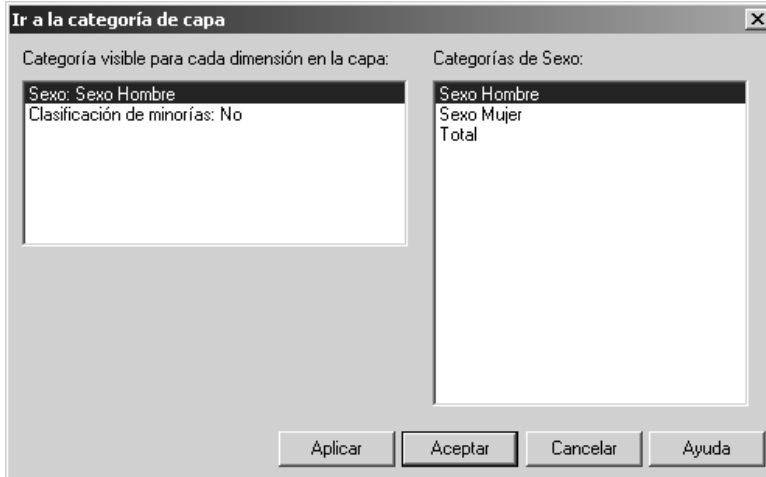 Ir a la categoría de capa
Categoría visible para cada dimensión en la capa:
Sexo: Sexo Hombre
Clasificación de minorías: No
Categorías de Sexo:
Sexo Hombre
Sexo Mujer
Total
Aplicar
Aceptar
Cancelar
Ayuda